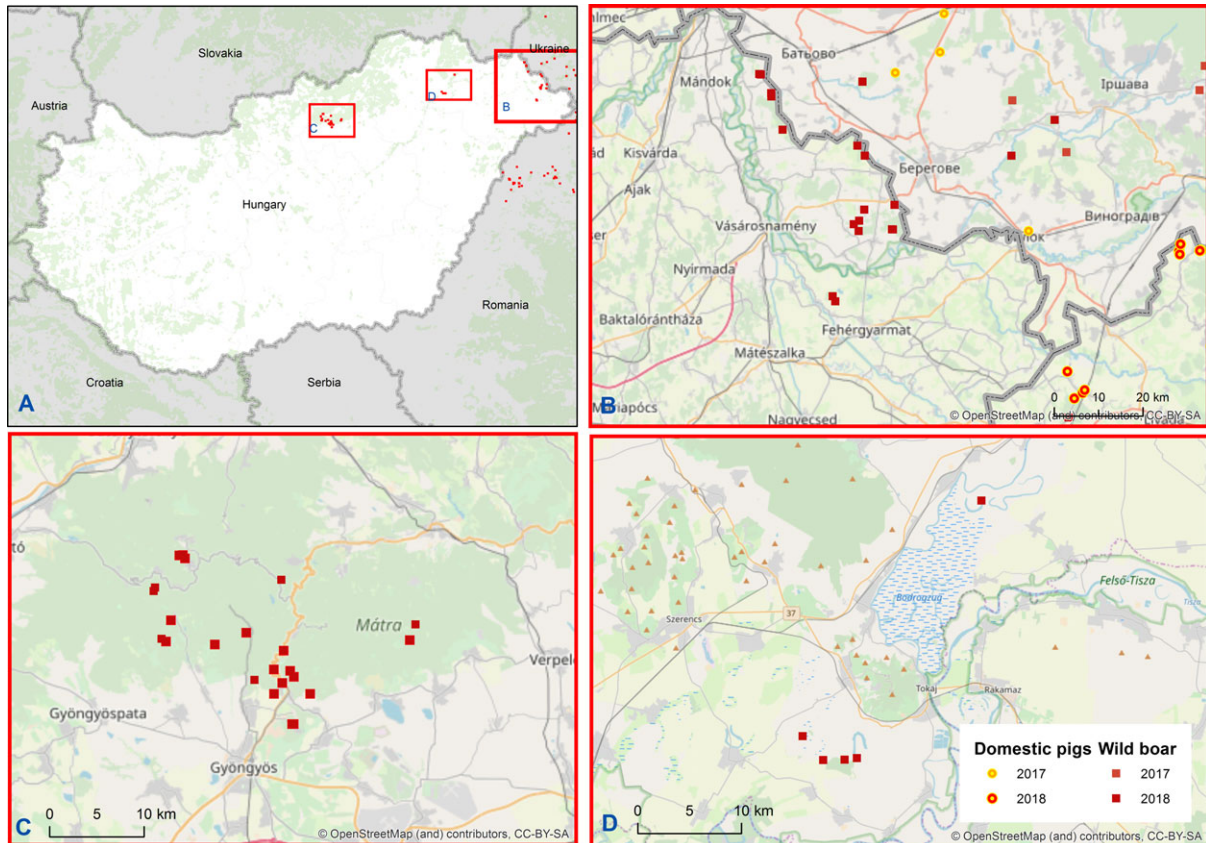 Slovakia
Ukraine
Austria
D
B
C
Hungary
Romania
Croatia
Serbia
A
Батьово
Mándok
Іршава
Kisvárda
Ajak
Берегове
Виноградів
Vásárosnamény
Nyírmada
Baktalórántháza
Fehérgyarmat
Mátészalka
0 10 20 km
Nagyecsed
B
© OpenStreetMap (and) contributors, CC-BY-SA
Mátra
Gyöngyöspata
Gyöngyös
0 5 10 km
C
© OpenStreetMap (and) contributors, CC-BY-SA
Felső-Tisza
Bodrogzug
Tisza
37
Szerencs
Tokaj
Rakamaz
Domestic pigs Wild boar
2017 2017
2018 2018
0 5 10 km
D
© OpenStreetMap (and) contributors, CC-BY-SA